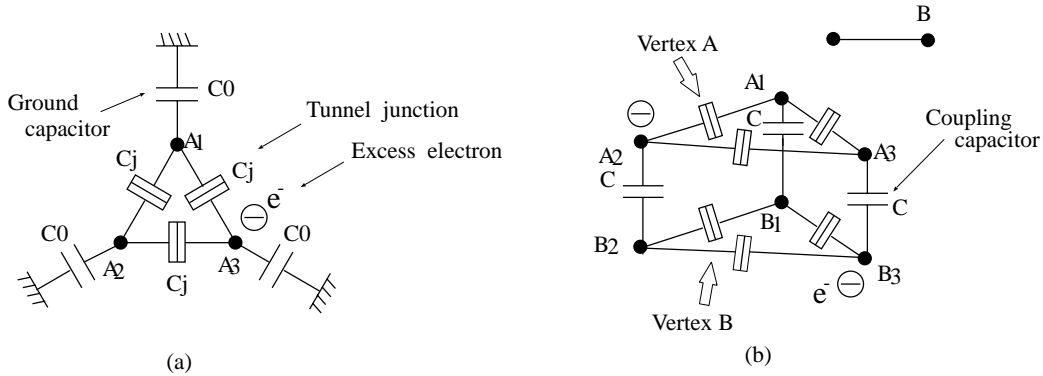 C0
Ground
capacitor
Tunnel junction
A1
Cj
Cj
Excess electron
e-
C0
C0
A2
A3
Cj
(a)
B
Vertex A
A1
C
Coupling
capacitor
A2
A3
C
C
B1
B2
B3
e-
Vertex B
(b)